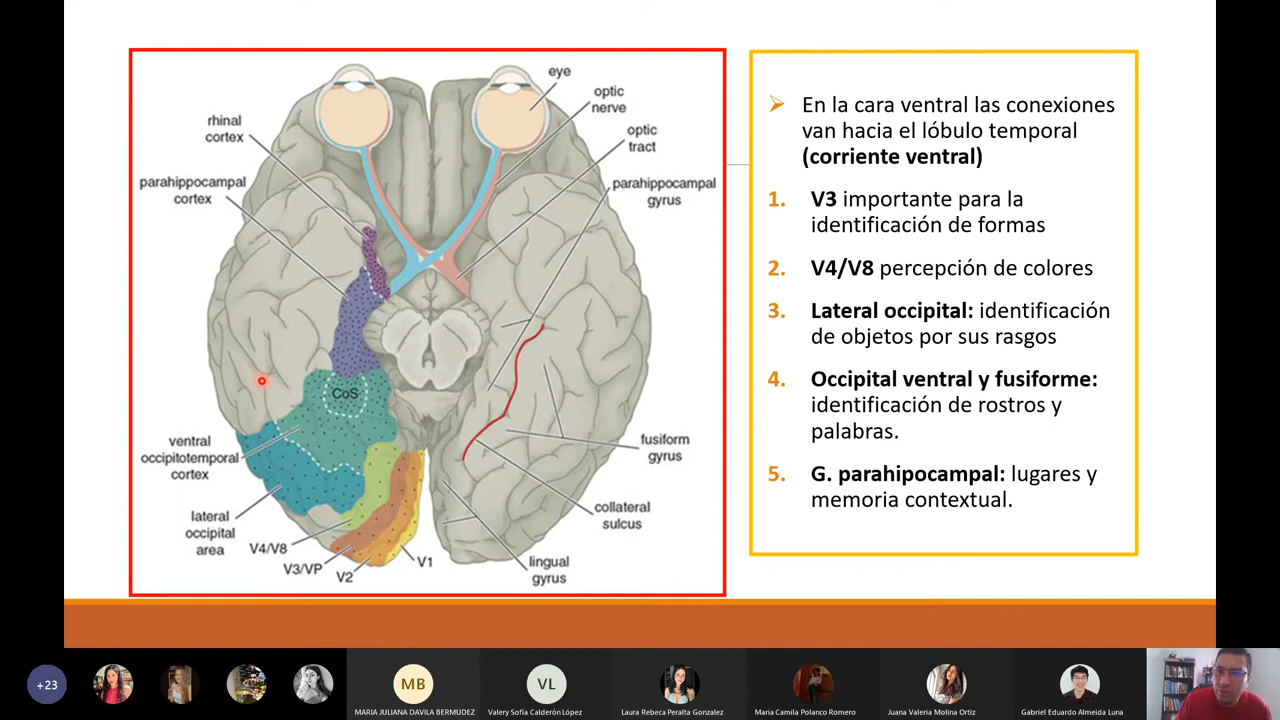 eye
optic
nerve
rhinal
cortex
optic
tract
parahippocampal
cortex
parahippocampal
gyrus
CoS
ventral
occipitotemporal
cortex
fusiform
gyrus
lateral
occipital
area
collateral
sulcus
V4/V8
V3/VP
V2
V1
lingual
gyrus
En la cara ventral las conexiones
van hacia el lóbulo temporal
(corriente ventral)
1. V3 importante para la
identificación de formas
2. V4/V8 percepción de colores
3. Lateral occipital: identificación
de objetos por sus rasgos
4. Occipital ventral y fusiforme:
identificación de rostros y
palabras.
5. G. parahipocampal: lugares y
memoria contextual.
+23
MB
MARIA JULIANA DAVILA BERMUDEZ
VL
Valery Sofía Calderón López
Laura Rebeca Peralta Gonzalez
Maria Camila Polanco Romero
Juana Valeria Molina Ortiz
Gabriel Eduardo Almeida Luna